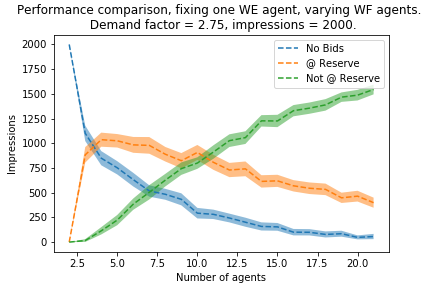 Performance comparison, fixing one WE agent, varying WF agents.
Demand factor = 2.75, impressions = 2000.
2000
1750
1500
1250
1000
750
500
250
0
Impressions
No Bids
@ Reserve
Not @ Reserve
2.5 5.0 7.5 10.0 12.5 15.0 17.5 20.0
Number of agents